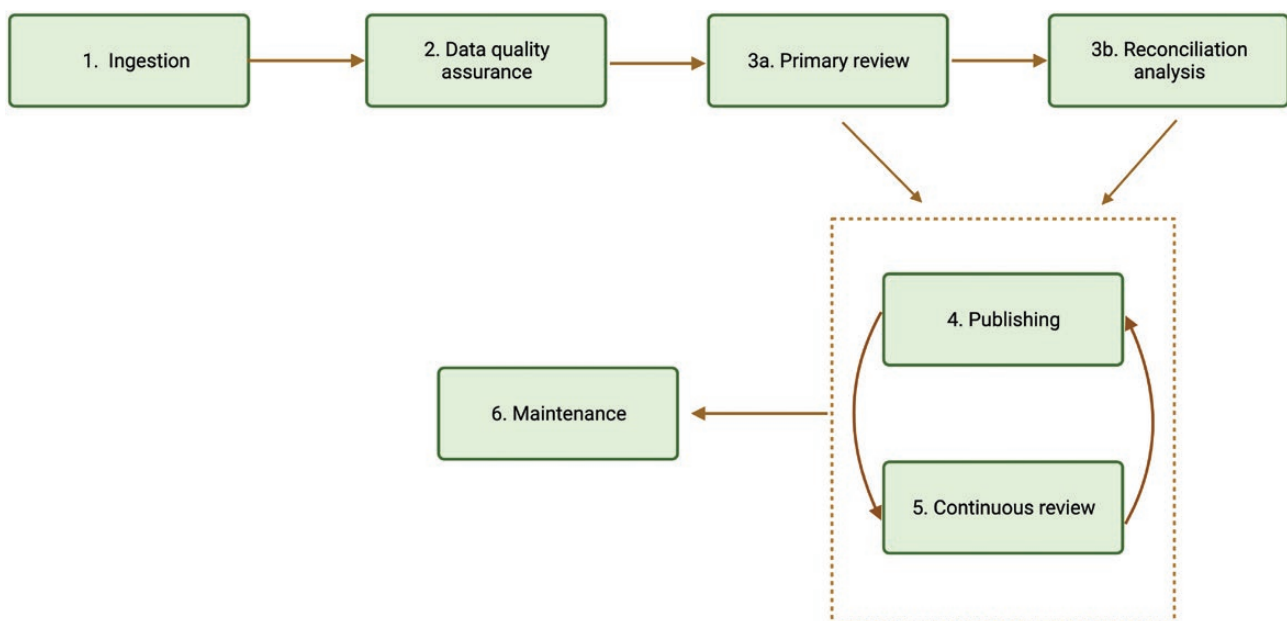 1. Ingestion
2. Data quality
assurance
3a. Primary review
3b. Reconciliation
analysis
4. Publishing
6. Maintenance
5. Continuous review